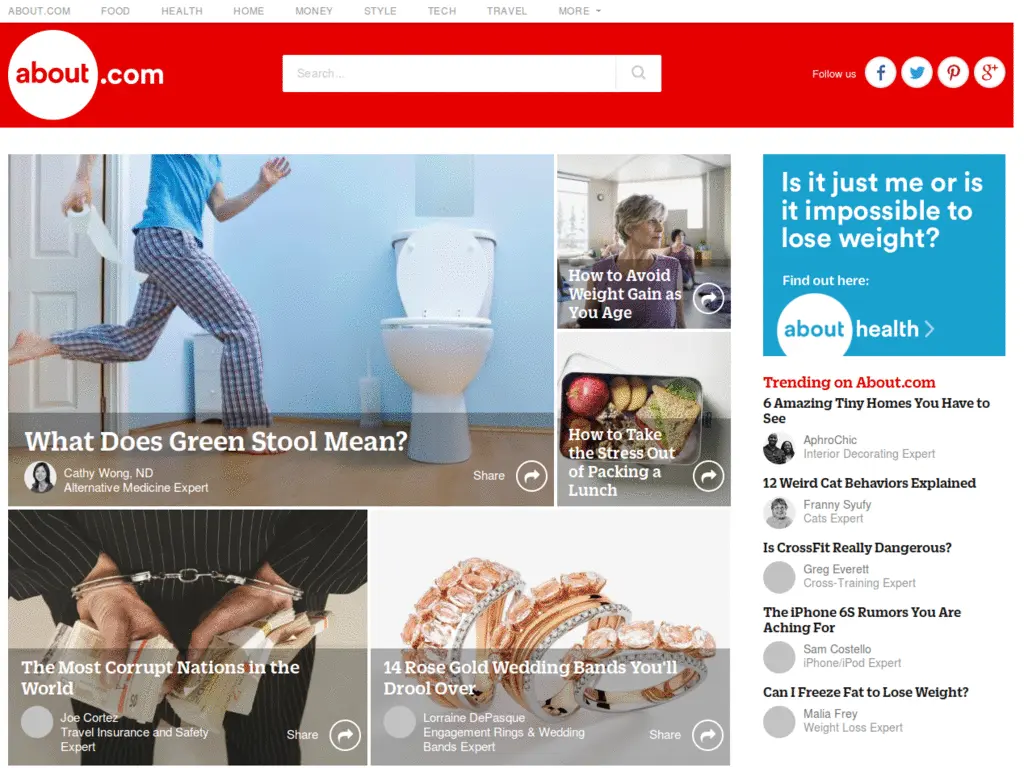 ABOUT.COM FOOD HEALTH HOME MONEY STYLE TECH TRAVEL MORE
about.com
Search...
Follow us
What Does Green Stool Mean?
Cathy Wong, ND
Alternative Medicine Expert
Share
How to Avoid
Weight Gain as
You Age
How to Take
the Stress Out
of Packing a
Lunch
The Most Corrupt Nations in the
World
Joe Cortez
Travel Insurance and Safety
Expert
Share
14 Rose Gold Wedding Bands You'll
Drool Over
Lorraine DePasque
Engagement Rings & Wedding
Bands Expert
Share
Is it just me or is
it impossible to
lose weight?
Find out here:
about health
Trending on About.com
6 Amazing Tiny Homes You Have to
See
AphroChic
Interior Decorating Expert
12 Weird Cat Behaviors Explained
Franny Syufy
Cats Expert
Is CrossFit Really Dangerous?
Greg Everett
Cross-Training Expert
The iPhone 6S Rumors You Are
Aching For
Sam Costello
iPhone/iPod Expert
Can I Freeze Fat to Lose Weight?
Malia Frey
Weight Loss Expert